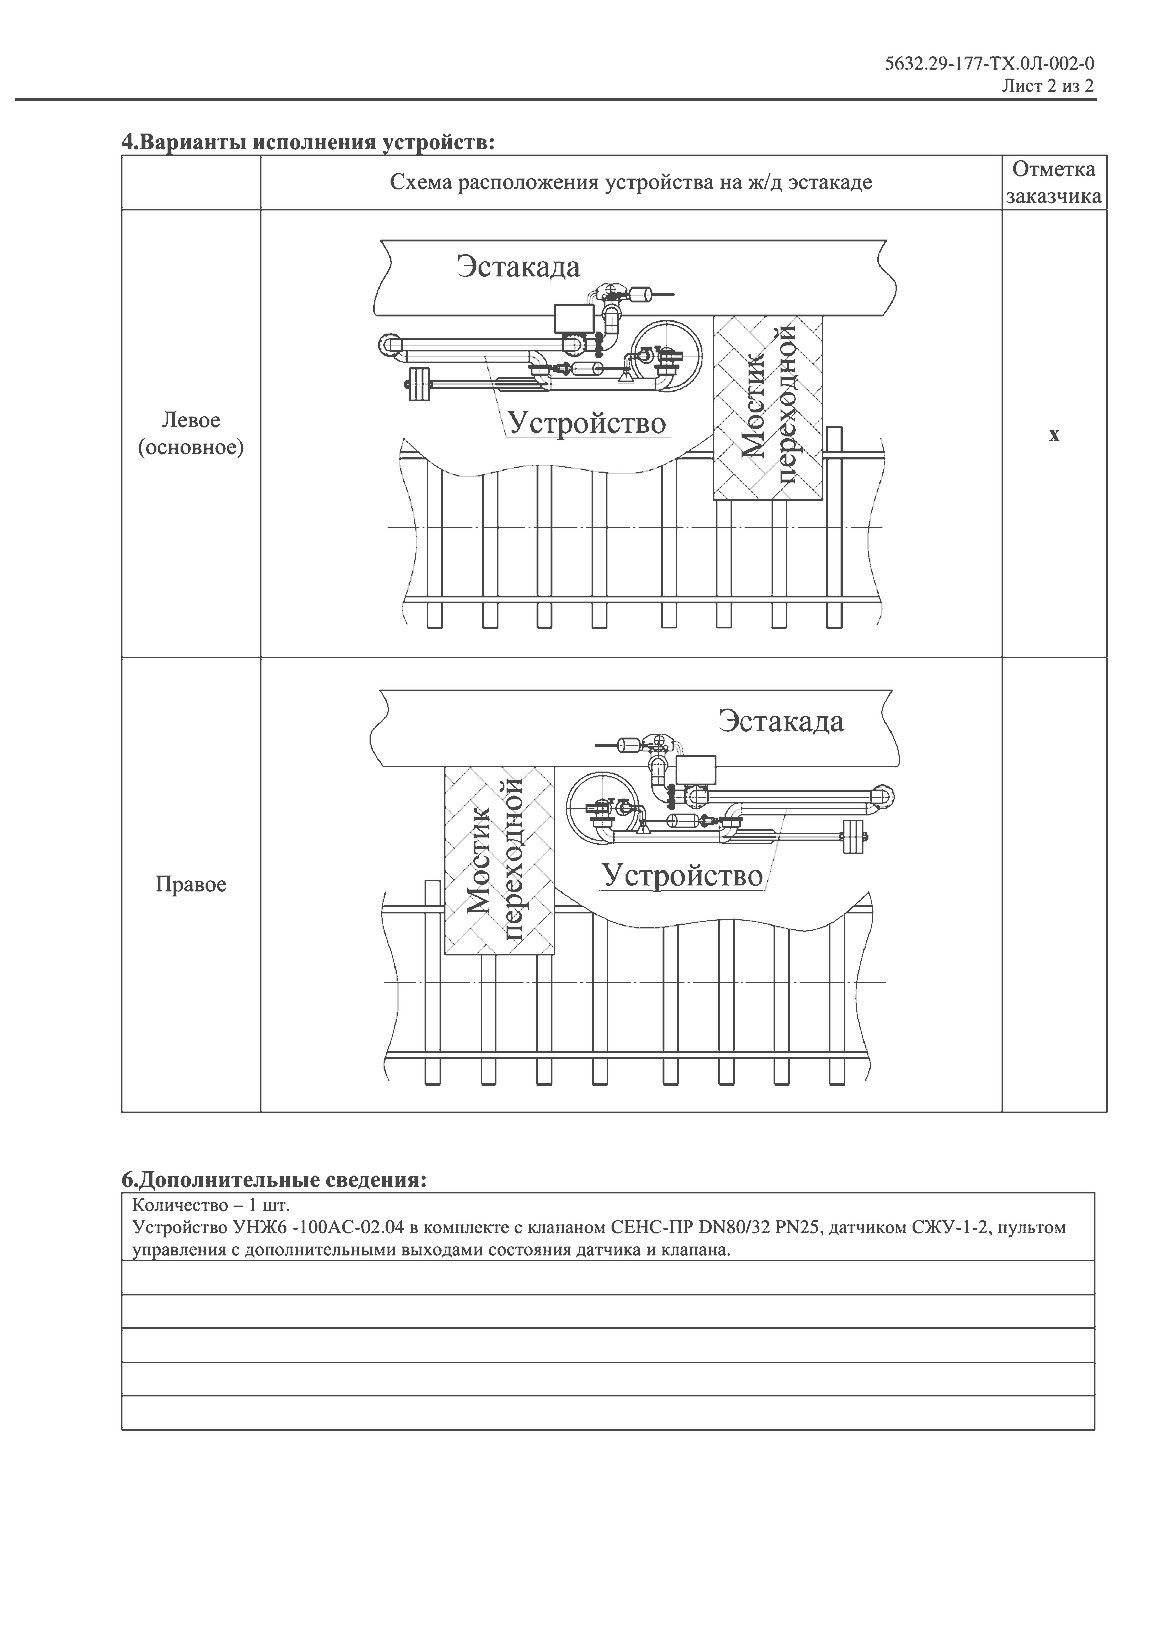 5632.29-177-ТХ.0Л-002-0
Лист 2 из 2
4.Варианты исполнения устройств:
Схема расположения устройства на ж/д эстакаде
Отметка
заказчика
Левое
(основное)
Эстакада
Устройство
Мостик
переходной
х
Правое
Эстакада
Мостик
переходной
Устройство
6.Дополнительные сведения:
Количество – 1 шт.
Устройство УНЖ6 -100АС-02.04 в комплекте с клапаном СЕНС-ПР DN80/32 PN25, датчиком СЖУ-1-2, пультом
управления с дополнительными выходами состояния датчика и клапана.